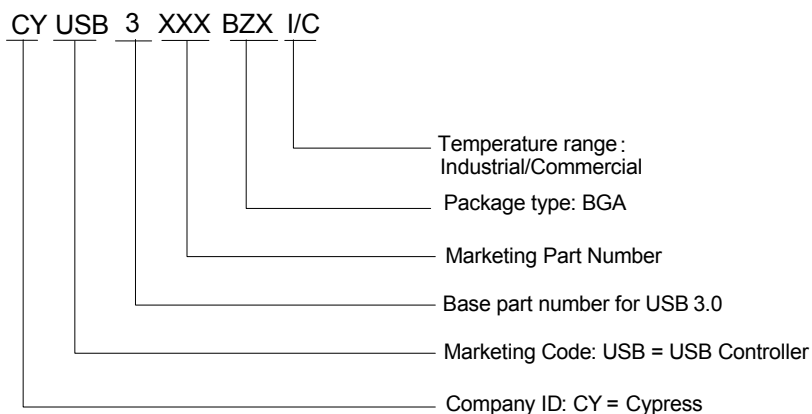 CY USB 3 XXX BZX I/C
Temperature range:
Industrial/Commercial
Package type: BGA
Marketing Part Number
Base part number for USB 3.0
Marketing Code: USB = USB Controller
Company ID: CY = Cypress